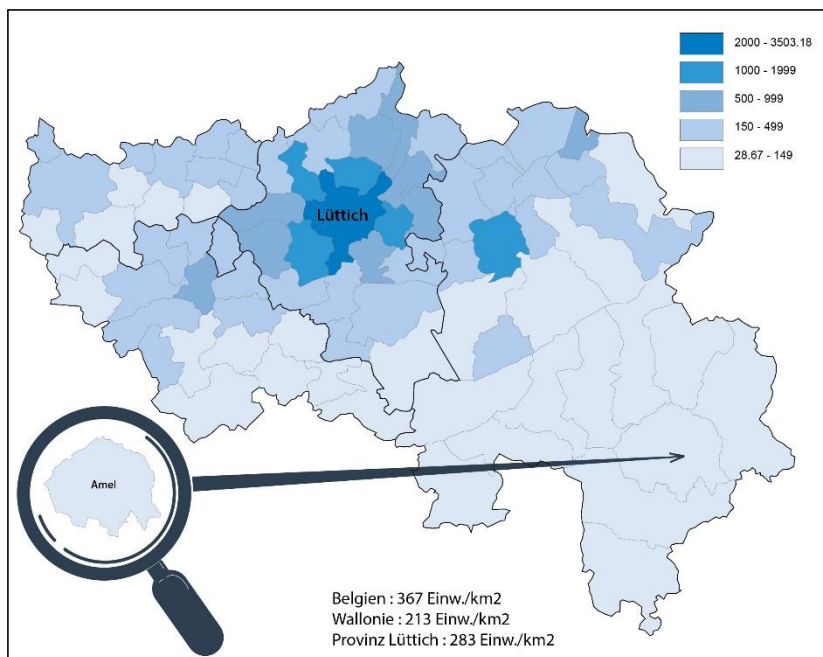 2000 - 3503.18
1000 - 1999
500 - 999
150 - 499
28.67 - 149
Lüttich
Amel
Belgien : 367 Einw./km2
Wallonie : 213 Einw./km2
Provinz Lüttich : 283 Einw./km2